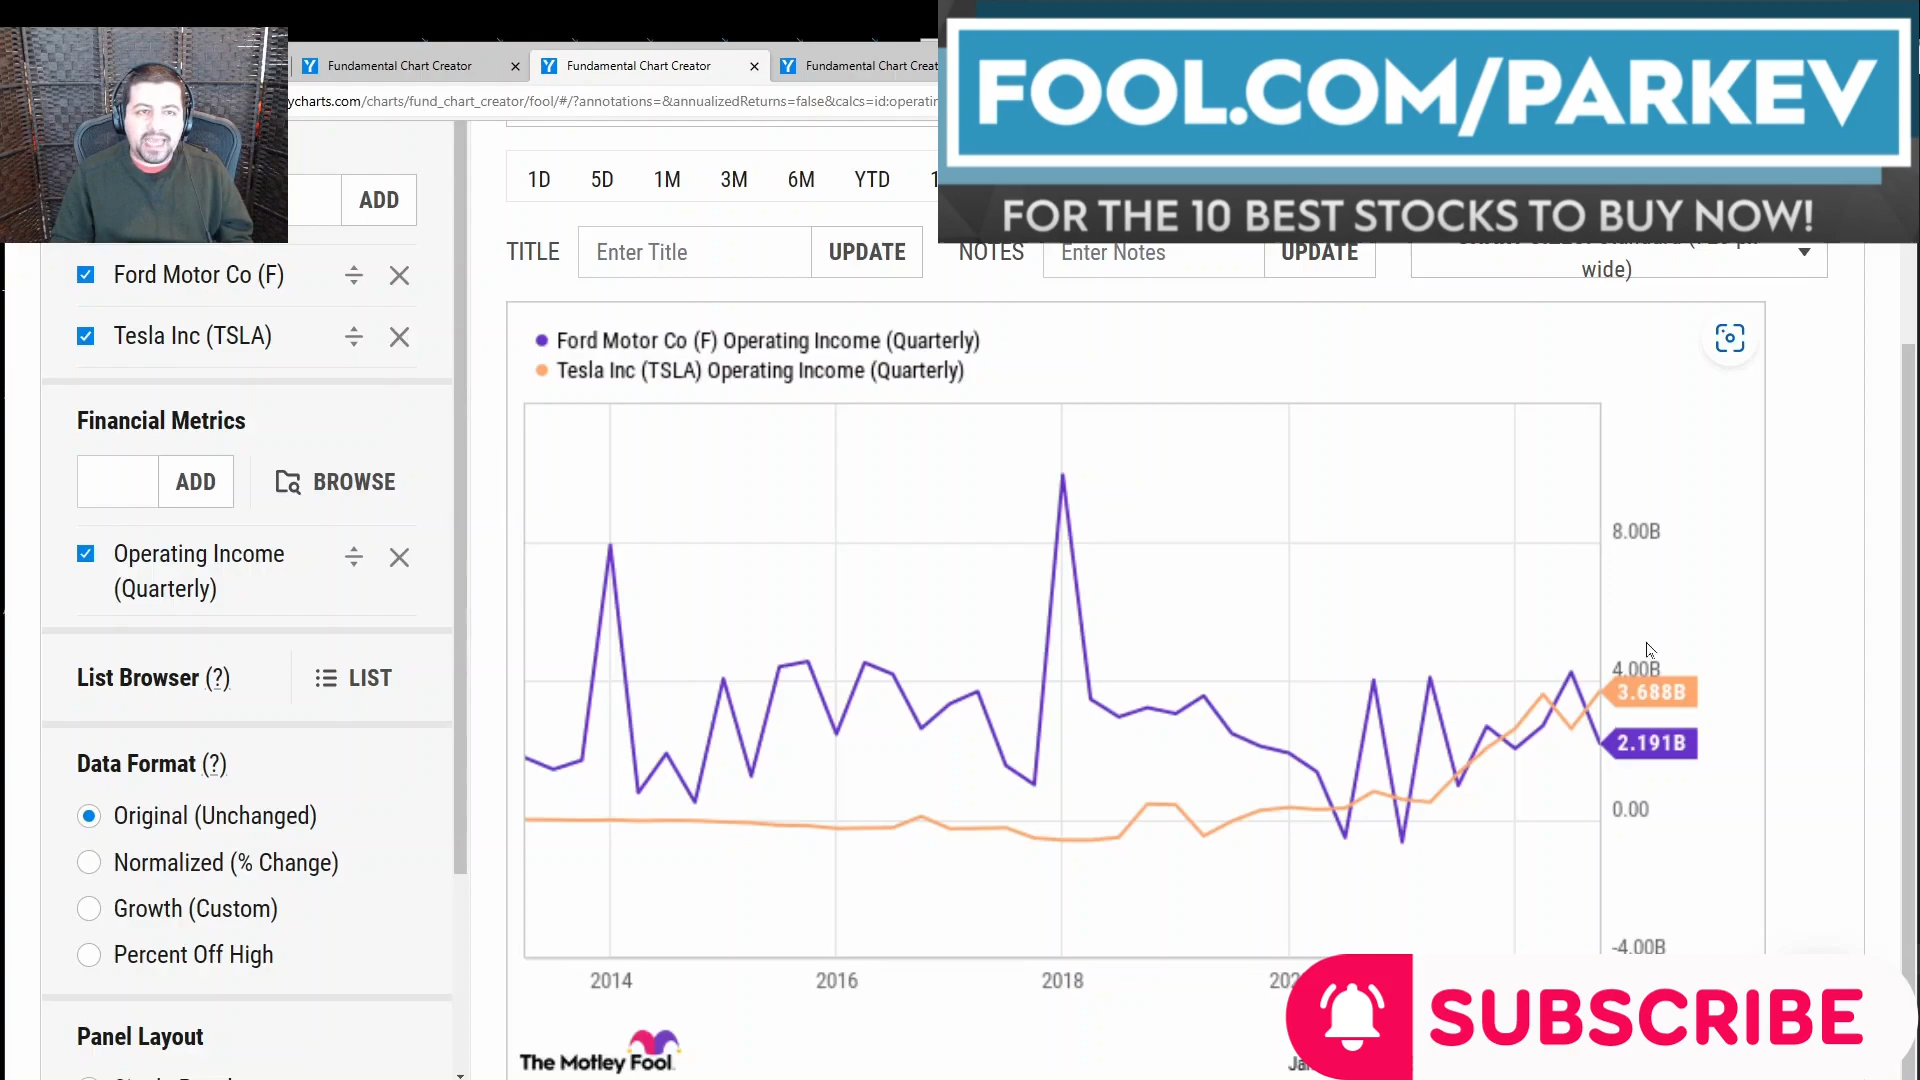 FOOL.COM/PARKEV
FOR THE 10 BEST STOCKS TO BUY NOW!
Fundamental Chart Creator
Fundamental Chart Creator
Fundamental Chart Creat
ycharts.com/charts/fund_chart_creator/fool/#/?annotations=&annualizedReturns=false&calcs=id:operatin
ADD
1D 5D 1M 3M 6M YTD 1
TITLE Enter Title UPDATE NOTES Enter Notes UPDATE
wide)
Ford Motor Co (F)
Tesla Inc (TSLA)
Financial Metrics
ADD BROWSE
Operating Income
(Quarterly)
List Browser (?) LIST
Data Format (?)
Original (Unchanged)
Normalized (% Change)
Growth (Custom)
Percent Off High
Panel Layout
Ford Motor Co (F) Operating Income (Quarterly)
Tesla Inc (TSLA) Operating Income (Quarterly)
8.00B
4.00B
3.688B
2.191B
0.00
-4.00B
2014 2016 2018 202
The Motley Fool
Ja
SUBSCRIBE